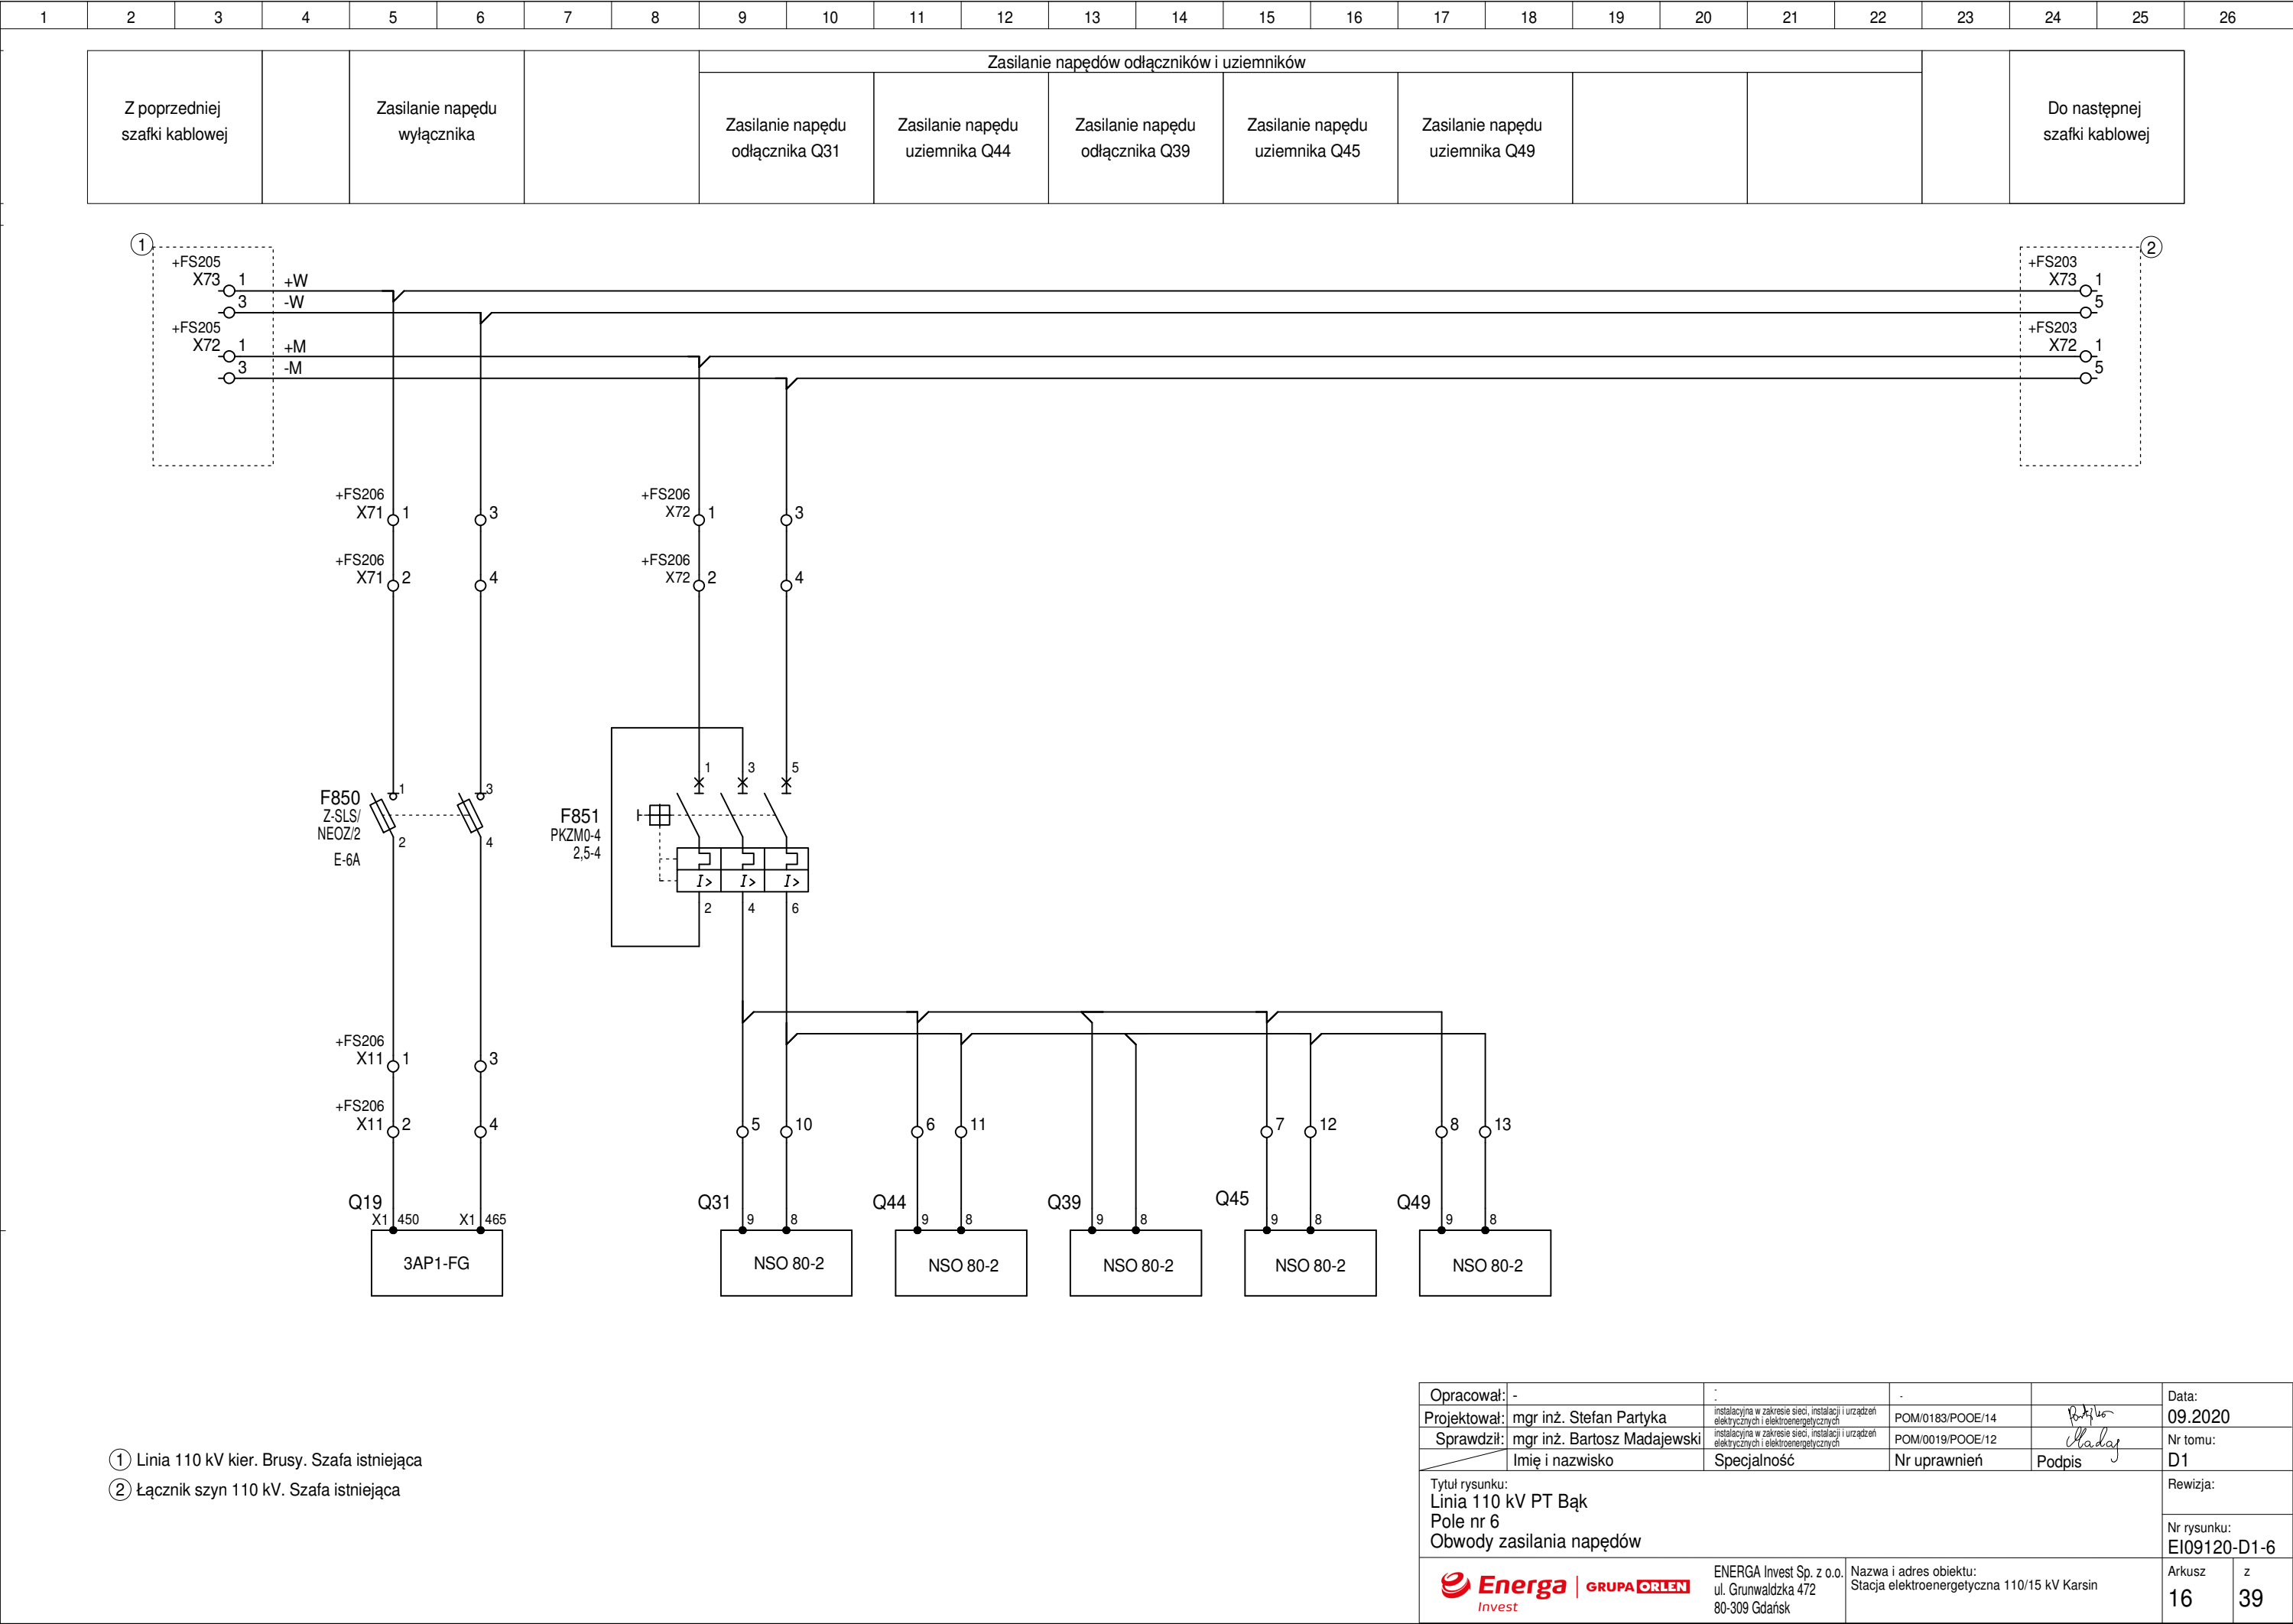 1 2 3 4 5 6 7 8 9 10 11 12 13 14 15 16 17 18 19 20 21 22 23 24 25 26
Zasilanie napędów odłączników i uziemników
Z poprzedniej
szafki kablowej
Zasilanie napędu
wyłącznika
Zasilanie napędu
odłącznika Q31
Zasilanie napędu
uziemnika Q44
Zasilanie napędu
odłącznika Q39
Zasilanie napędu
uziemnika Q45
Zasilanie napędu
uziemnika Q49
Do następnej
szafki kablowej
1
+FS205
X73 1 +W
3 -W
+FS205
X72 1 +M
3 -M
2
+FS203
X73 1
5
+FS203
X72 1
5
+FS206
X71 1 3
+FS206
X71 2 4
+FS206
X72 1 3
+FS206
X72 2 4
F850
Z-SLS/
NEOZ/2
E-6A
1 3
2 4
F851
PKZM0-4
2,5-4
1 3 5
I> I> I>
2 4 6
+FS206
X11 1 3
+FS206
X11 2 4
5 10 6 11 7 12 8 13
Q19
X1 450 X1 465
3AP1-FG
Q31
9 8
NSO 80-2
Q44
9 8
NSO 80-2
Q39
9 8
NSO 80-2
Q45
9 8
NSO 80-2
Q49
9 8
NSO 80-2
1 Linia 110 kV kier. Brusy. Szafa istniejąca
2 Łącznik szyn 110 kV. Szafa istniejąca
Opracował: - - -
Projektował: mgr inż. Stefan Partyka
instalacyjna w zakresie sieci, instalacji i urządzeń
elektrycznych i elektroenergetycznych
POM/0183/POOE/14
Sprawdził: mgr inż. Bartosz Madajewski
instalacyjna w zakresie sieci, instalacji i urządzeń
elektrycznych i elektroenergetycznych
POM/0019/POOE/12
Imię i nazwisko Specjalność Nr uprawnień Podpis
Data:
09.2020
Nr tomu:
D1
Rewizja:
Nr rysunku:
EI09120-D1-6
Tytuł rysunku:
Linia 110 kV PT Bąk
Pole nr 6
Obwody zasilania napędów
Energa
Invest
GRUPA ORLEN
ENERGA Invest Sp. z o.o.
ul. Grunwaldzka 472
80-309 Gdańsk
Nazwa i adres obiektu:
Stacja elektroenergetyczna 110/15 kV Karsin
Arkusz z
16 39